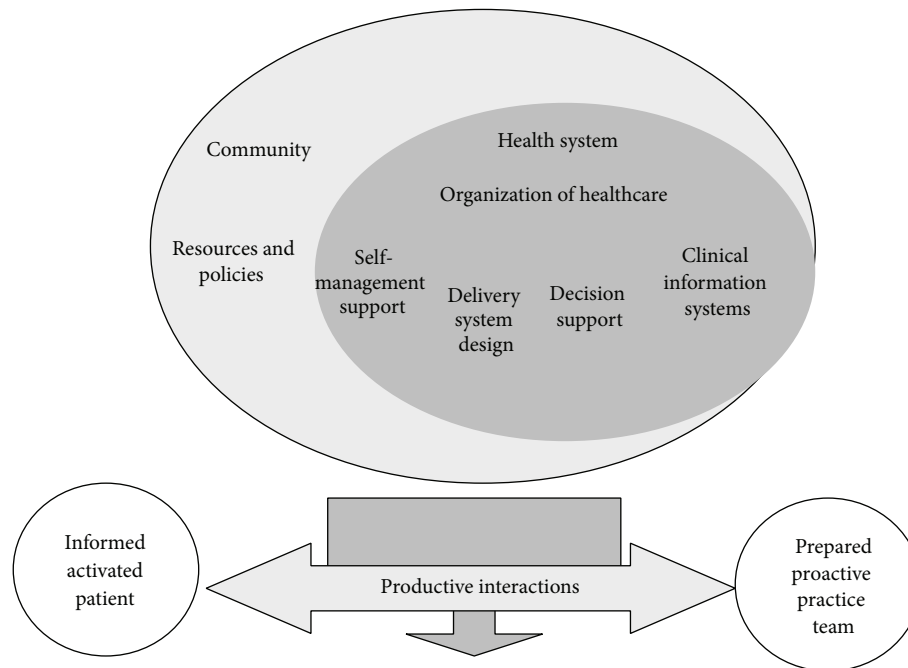 Community
Health system
Organization of healthcare
Resources and
policies
Self-
management
support
Delivery
system
design
Decision
support
Clinical
information
systems
Informed
activated
patient
Productive interactions
Prepared
proactive
practice
team